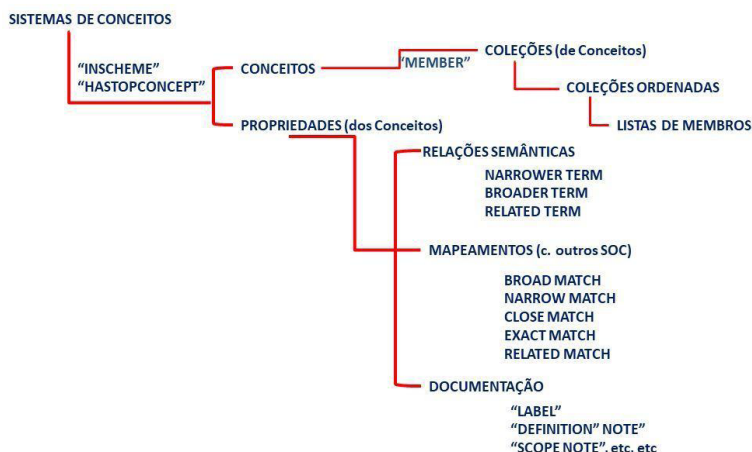 SISTEMAS DE CONCEITOS
“INSCHEME”
“HASTOPCONCEPT”
CONCEITOS
“MEMBER”
COLEÇÕES (de Conceitos)
COLEÇÕES ORDENADAS
LISTAS DE MEMBROS
PROPRIEDADES (dos Conceitos)
RELAÇÕES SEMÂNTICAS
NARROWER TERM
BROADER TERM
RELATED TERM
MAPEAMENTOS (c. outros SOC)
BROAD MATCH
NARROW MATCH
CLOSE MATCH
EXACT MATCH
RELATED MATCH
DOCUMENTAÇÃO
“LABEL”
“DEFINITION” NOTE”
“SCOPE NOTE”, etc. etc